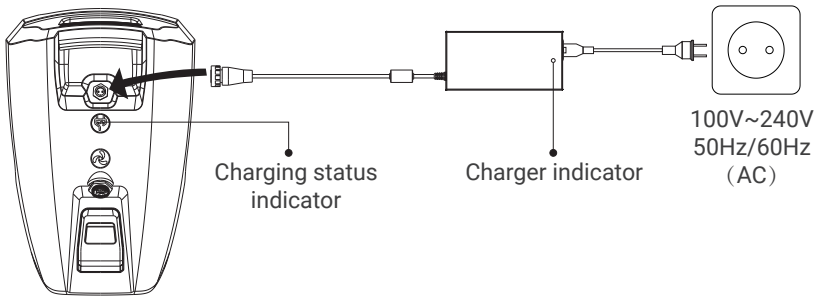 Charging status
indicator
Charger indicator
100V~240V
50Hz/60Hz
（AC）